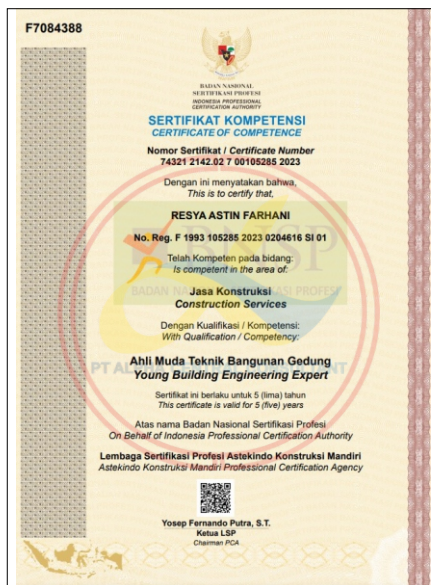 F7084388
BADAN NASIONAL
SERTIFIKASI PROFESI
INDONESIA PROFESSIONAL
CERTIFICATION AUTHORITY
SERTIFIKAT KOMPETENSI
CERTIFICATE OF COMPETENCE
Nomor Sertifikat / Certificate Number
74321 2142.02 7 00105285 2023
Dengan ini menyatakan bahwa,
This is to certify that,
RESYA ASTIN FARHANI
No. Reg. F 1993 105285 2023 0204616 SI 01
Telah Kompeten pada bidang:
Is competent in the area of:
Jasa Konstruksi
Construction Services
Dengan Kualifikasi / Kompetensi:
With Qualification / Competency:
Ahli Muda Teknik Bangunan Gedung
Young Building Engineering Expert
Sertifikat ini berlaku untuk 5 (lima) tahun
This certificate is valid for 5 (five) years
Atas nama Badan Nasional Sertifikasi Profesi
On Behalf of Indonesia Professional Certification Authority
Lembaga Sertifikasi Profesi Astekindo Konstruksi Mandiri
Astekindo Konstruksi Mandiri Professional Certification Agency
Yosep Fernando Putra, S.T.
Ketua LSP
Chairman PCA